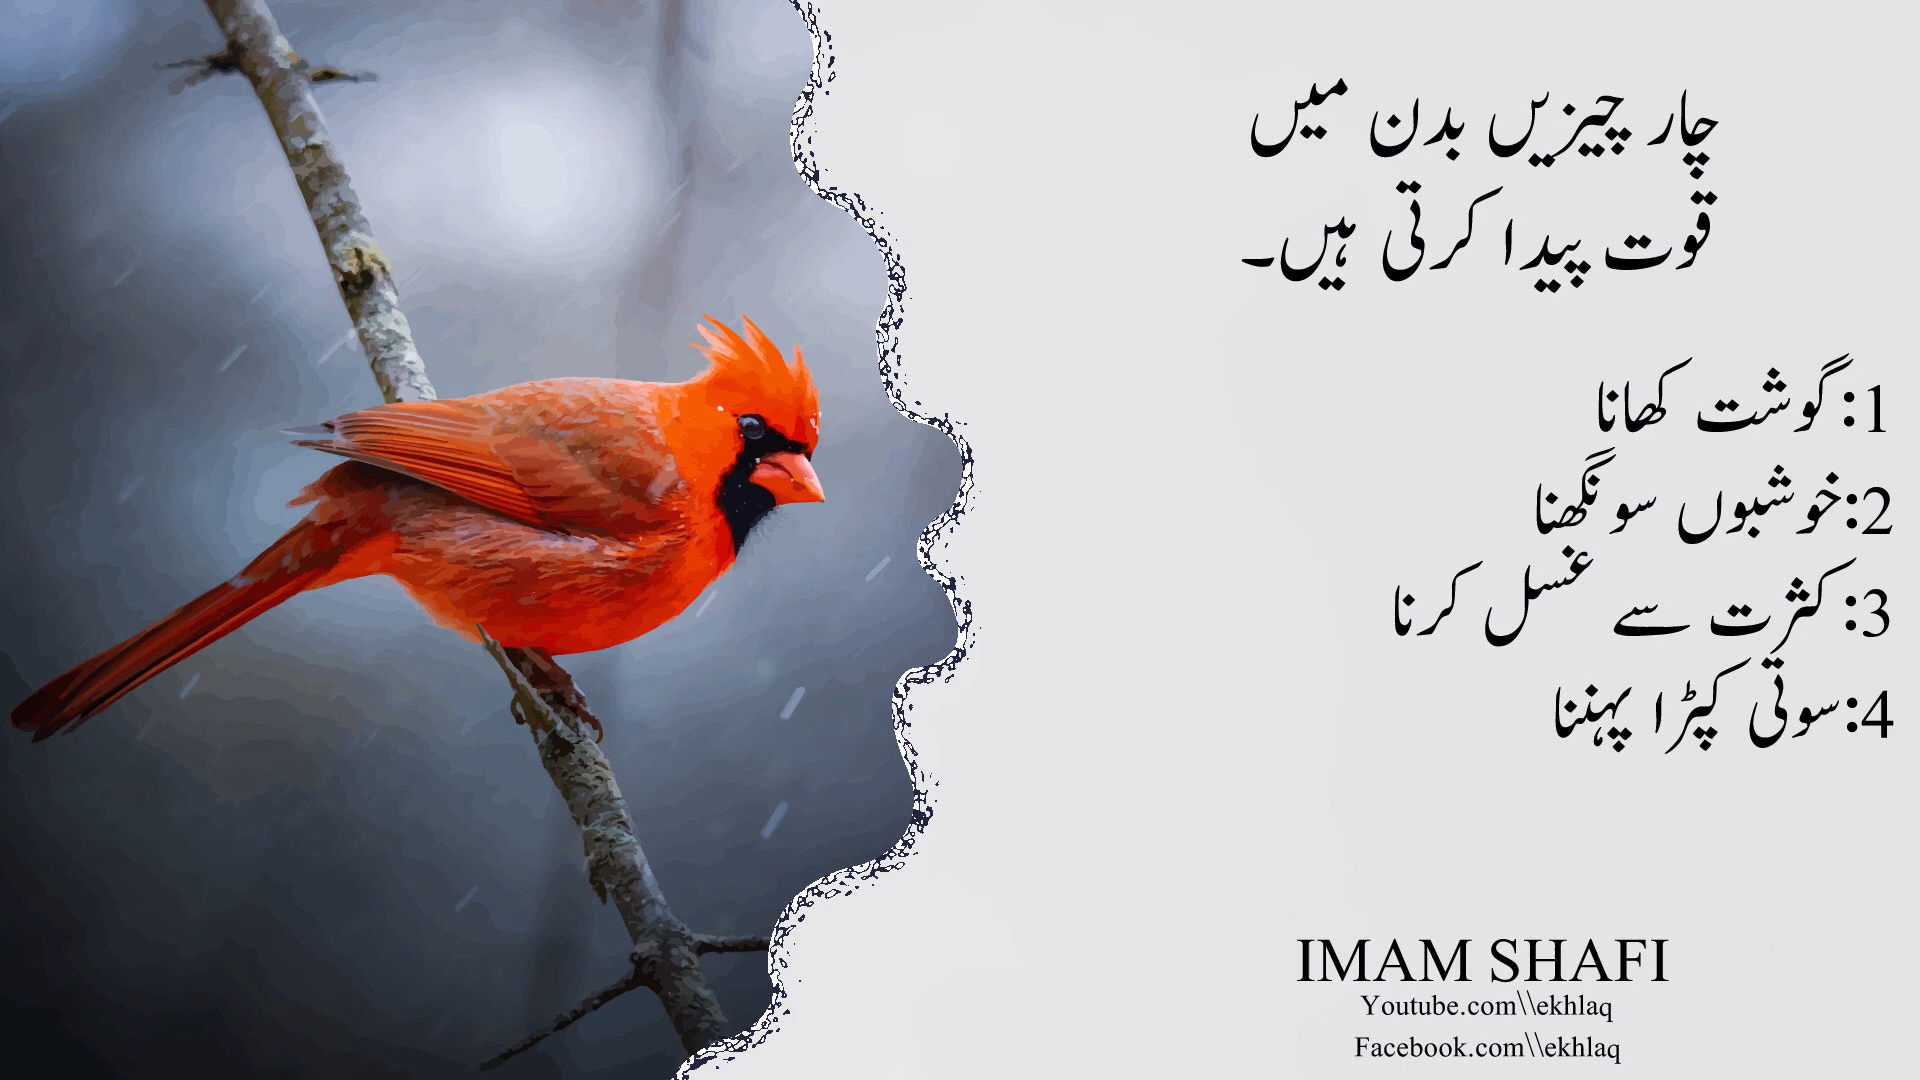 چار چیزیں بدن میں
قوت پیدا کرتی ہیں۔
1: گوشت کھانا
2:خوشبوں سونگھنا
3: کثرت سے غسل کرنا
4:سوتی کپڑا پہننا
IMAM SHAFI
Youtube.com\\ekhlaq
Facebook.com\\ekhlaq